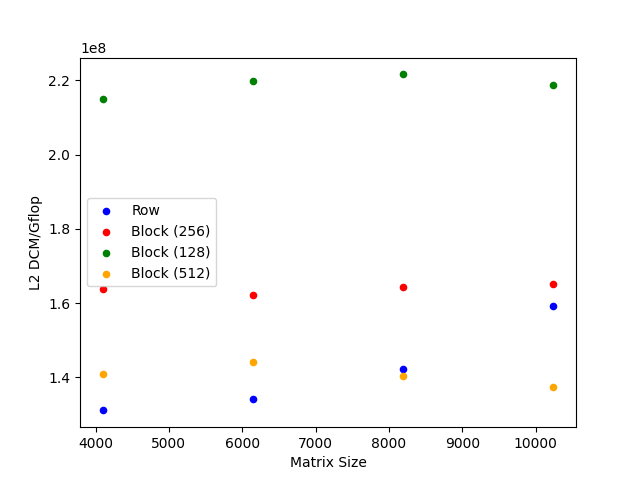 1e8
2.2
2.0
1.8
1.6
1.4
L2 DCM/Gflop
Row
Block (256)
Block (128)
Block (512)
4000 5000 6000 7000 8000 9000 10000
Matrix Size